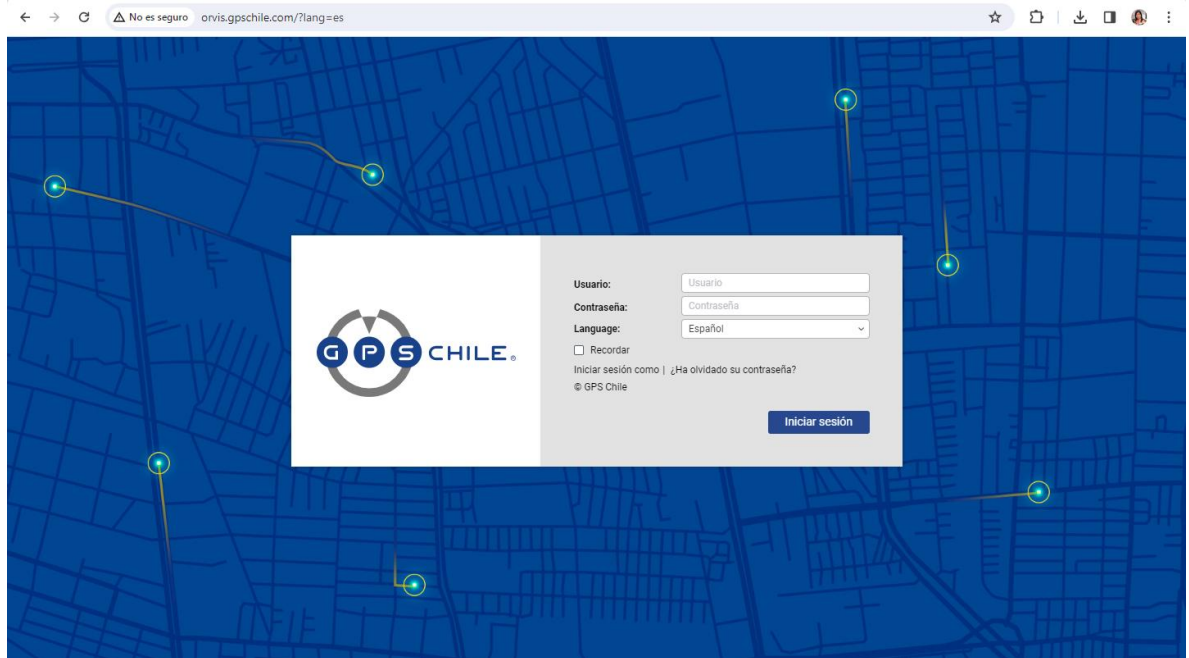 No es seguro orvis.gpschile.com/?lang=es
GPS CHILE®
Usuario: Usuario
Contraseña: Contraseña
Language: Español
Recordar
Iniciar sesión como | ¿Ha olvidado su contraseña?
© GPS Chile
Iniciar sesión